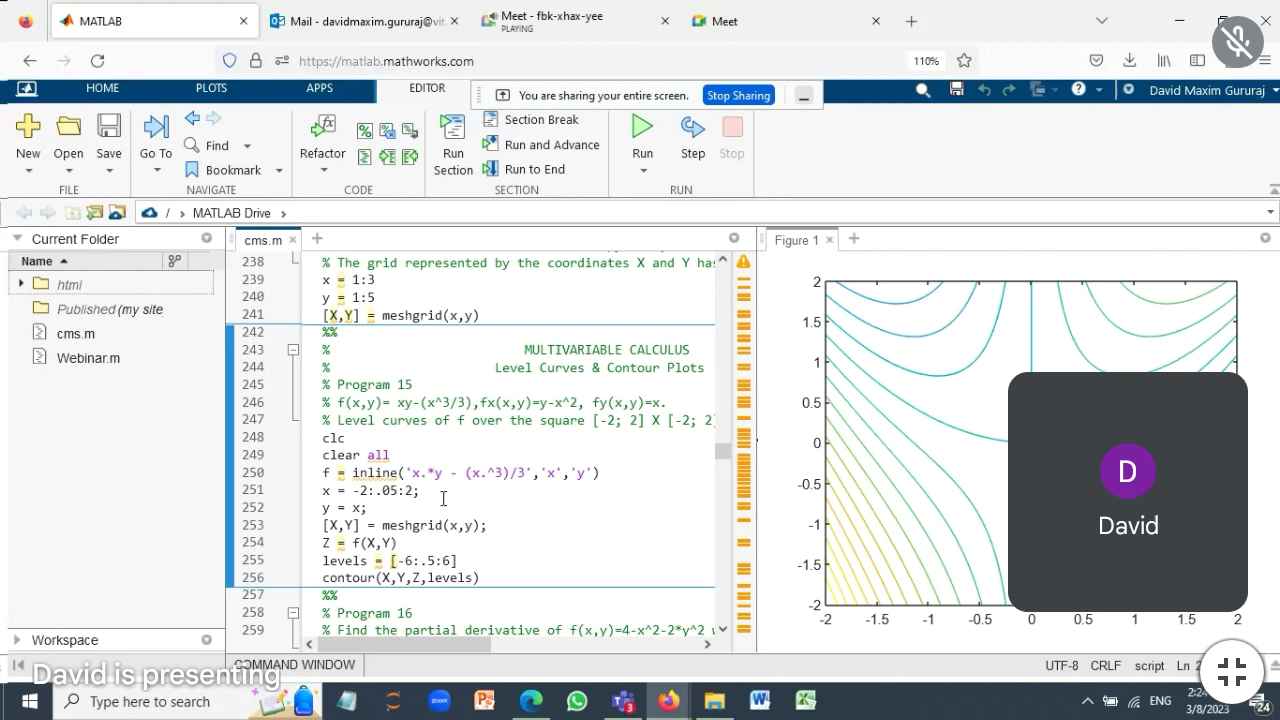 MATLAB
Mail - davidmaxim.gururaj@vit
Meet - fbk-xhax-yee
PLAYING
Meet
https://matlab.mathworks.com
110%
HOME
PLOTS
APPS
EDITOR
You are sharing your entire screen.
Stop Sharing
David Maxim Gururaj
New
Open
Save
Go To
Find
Bookmark
Refactor
Run
Section
Section Break
Run and Advance
Run to End
Run
Step
Stop
FILE
NAVIGATE
CODE
SECTION
RUN
/ › MATLAB Drive ›
Current Folder
Name
html
Published (my site
cms.m
Webinar.m
Workspace
cms.m
238 % The grid represented by the coordinates X and Y has
239 x = 1:3
240 y = 1:5
241 [X,Y] = meshgrid(x,y)
242 %%
243 % MULTIVARIABLE CALCULUS
244 % Level Curves & Contour Plots
245 % Program 15
246 % f(x,y)= xy-(x^3/3),fx(x,y)=y-x^2, fy(x,y)=x.
247 % Level curves of f over the square [-2; 2] X [-2; 2]
248 clc
249 clear all
250 f = inline('x.*y - (x.^3)/3','x','y')
251 x = -2:.05:2;
252 y = x;
253 [X,Y] = meshgrid(x,y);
254 Z = f(X,Y)
255 levels = [-6:.5:6]
256 contour(X,Y,Z,levels)
257 %%
258 % Program 16
259 % Find the partial derivative of f(x,y)=4-x^2-2*y^2
Figure 1
2
1.5
1
0.5
0
-0.5
-1
-1.5
-2
-2 -1.5 -1 -0.5 0 0.5 1 1.5 2
D
David
COMMAND WINDOW
UTF-8 CRLF script Ln
David is presenting
Type here to search
zoom
ENG
3/8/2023
24